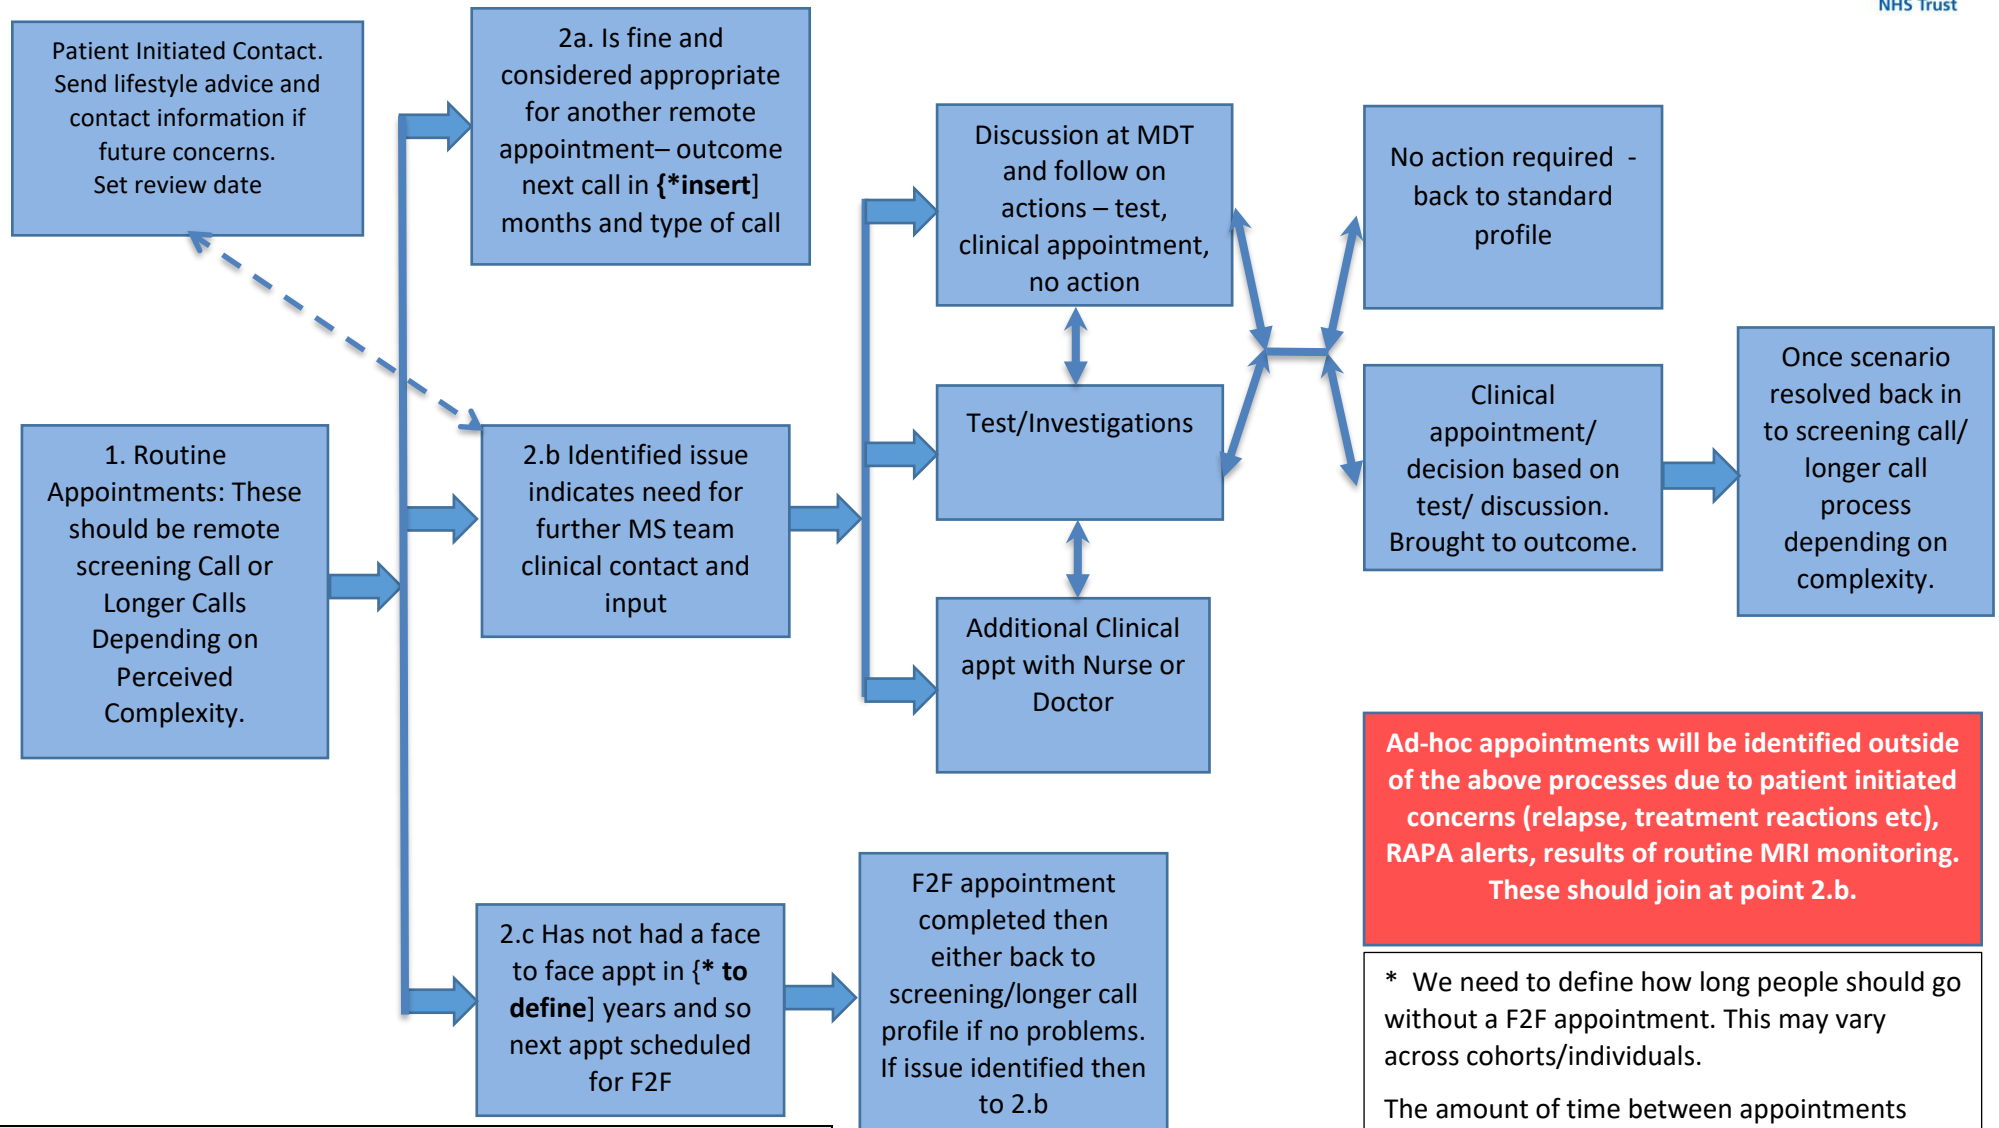 NHS Trust
Patient Initiated Contact.
Send lifestyle advice and
contact information if
future concerns.
Set review date
2a. Is fine and
considered appropriate
for another remote
appointment– outcome
next call in {*insert]
months and type of call
1. Routine
Appointments: These
should be remote
screening Call or
Longer Calls
Depending on
Perceived
Complexity.
2.b Identified issue
indicates need for
further MS team
clinical contact and
input
2.c Has not had a face
to face appt in {* to
define] years and so
next appt scheduled
for F2F
F2F appointment
completed then
either back to
screening/longer call
profile if no problems.
If issue identified then
to 2.b
Discussion at MDT
and follow on
actions – test,
clinical appointment,
no action
Test/Investigations
Additional Clinical
appt with Nurse or
Doctor
No action required  -
back to standard
profile
Clinical
appointment/
decision based on
test/ discussion.
Brought to outcome.
Once scenario
resolved back in
to screening call/
longer call
process
depending on
complexity.
Ad-hoc appointments will be identified outside
of the above processes due to patient initiated
concerns (relapse, treatment reactions etc),
RAPA alerts, results of routine MRI monitoring.
These should join at point 2.b.
*  We need to define how long people should go
without a F2F appointment. This may vary
across cohorts/individuals.
The amount of time between appointments